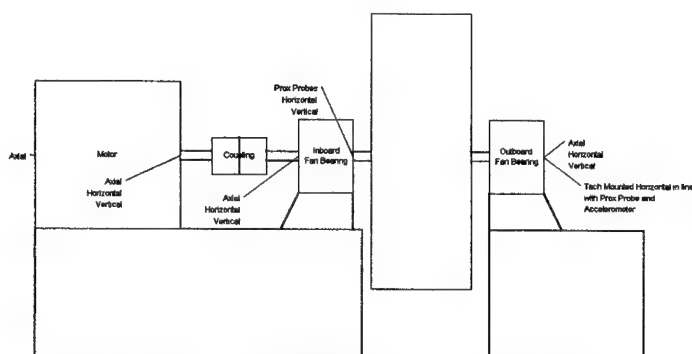 Prox Probes
Horizontal
Vertical
Axial
Motor
Coupling
Inboard
Fan Bearing
Outboard
Fan Bearing
Axial
Horizontal
Vertical
Axial
Horizontal
Vertical
Axial
Horizontal
Vertical
Tach Mounted Horizontal in line
with Prox Probe and
Accelerometer